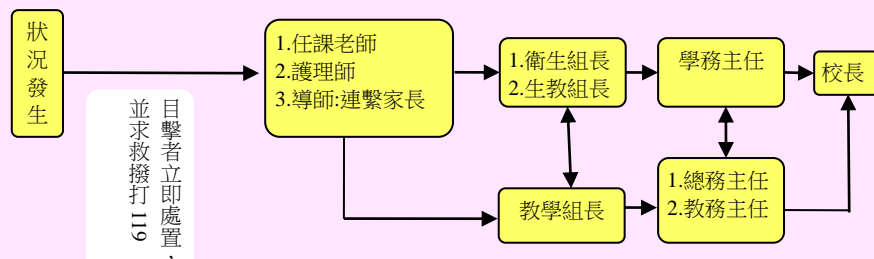 狀況發生
目擊者立即處置，
並求救撥打 119
1.任課老師
2.護理師
3.導師:連繫家長
1.衛生組長
2.生教組長
學務主任
校長
教學組長
1.總務主任
2.教務主任